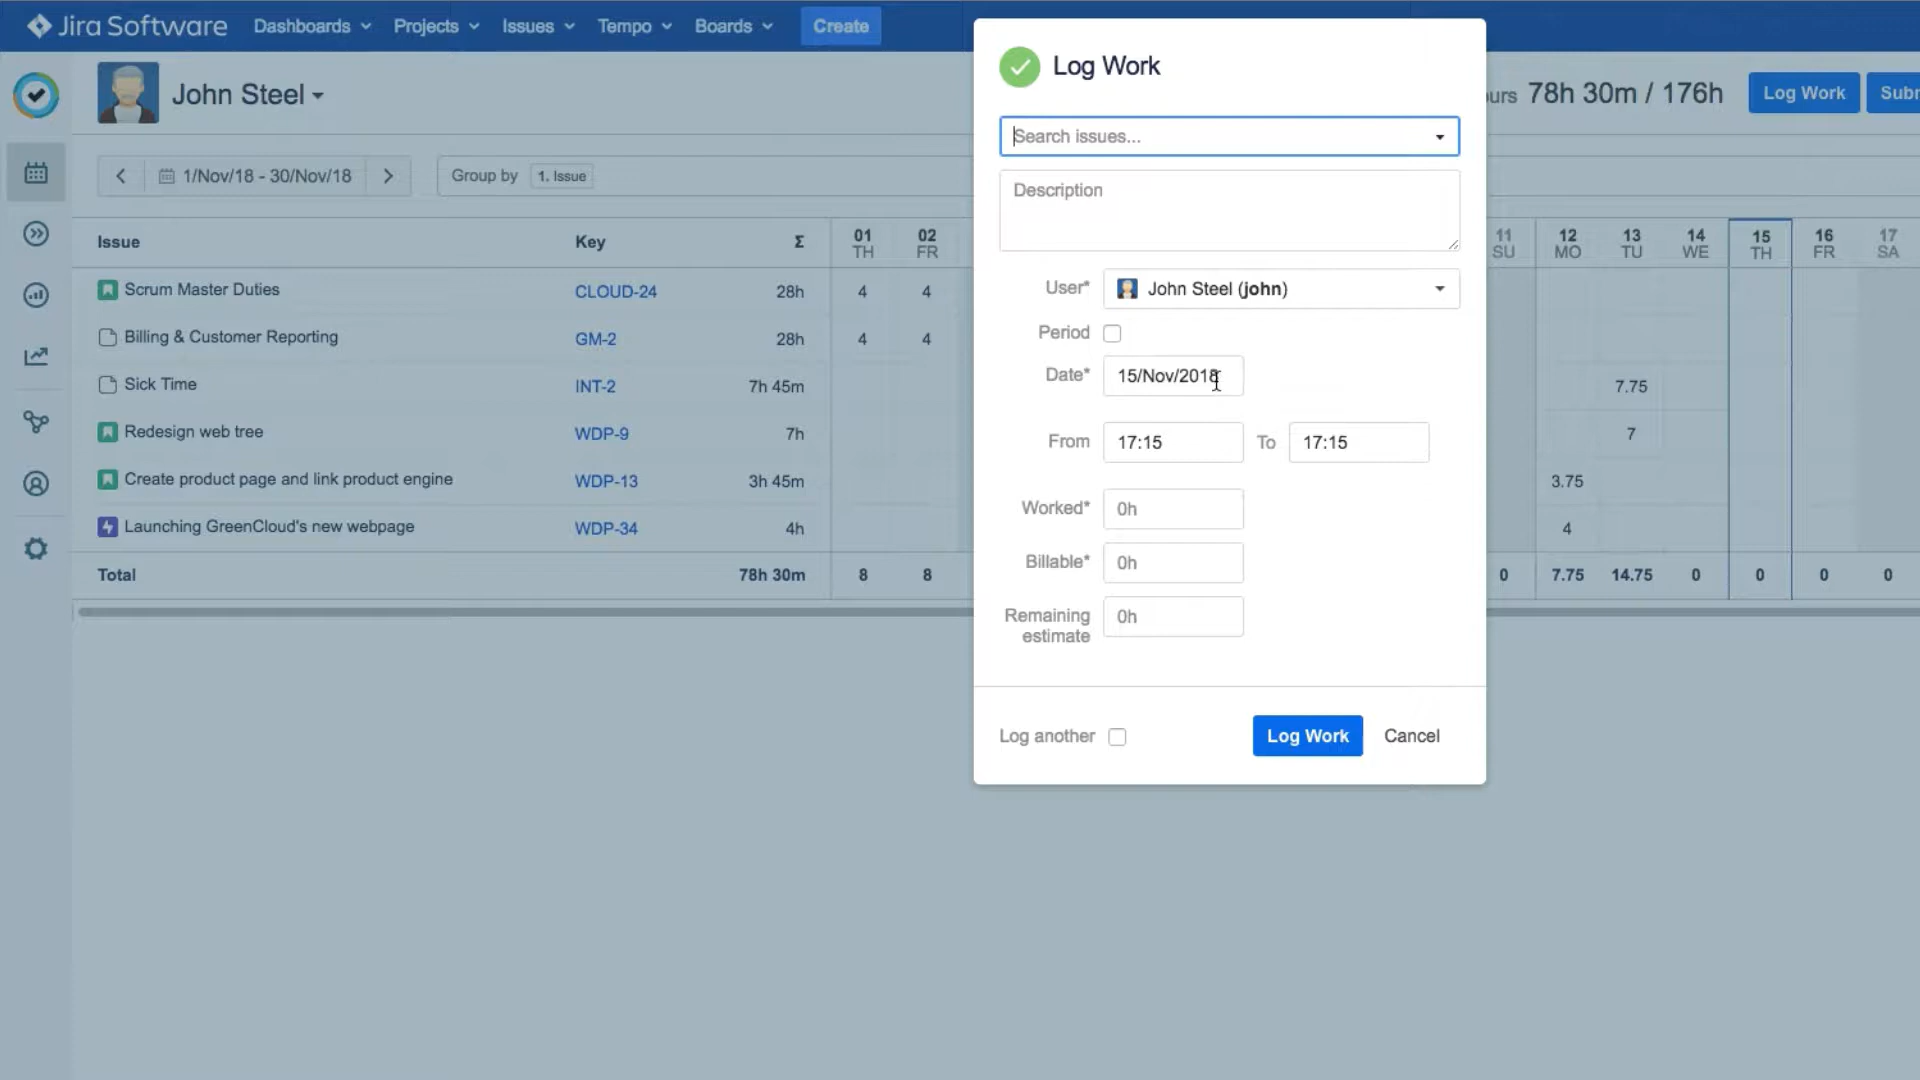 Jira Software Dashboards Projects Issues Tempo Boards Create
John Steel
78h 30m / 176h Log Work
1/Nov/18 - 30/Nov/18 Group by 1. Issue
Issue Key Σ 01 TH 02 FR 11 SU 12 MO 13 TU 14 WE 15 TH 16 FR 17 SA
Scrum Master Duties CLOUD-24 28h 4 4
Billing & Customer Reporting GM-2 28h 4 4
Sick Time INT-2 7h 45m 7.75
Redesign web tree WDP-9 7h 7
Create product page and link product engine WDP-13 3h 45m 3.75
Launching GreenCloud's new webpage WDP-34 4h 4
Total 78h 30m 8 8 0 7.75 14.75 0 0 0 0
Log Work
Search issues...
Description
User* John Steel (john)
Period
Date* 15/Nov/2018
From 17:15 To 17:15
Worked* 0h
Billable* 0h
Remaining
estimate 0h
Log another Log Work Cancel